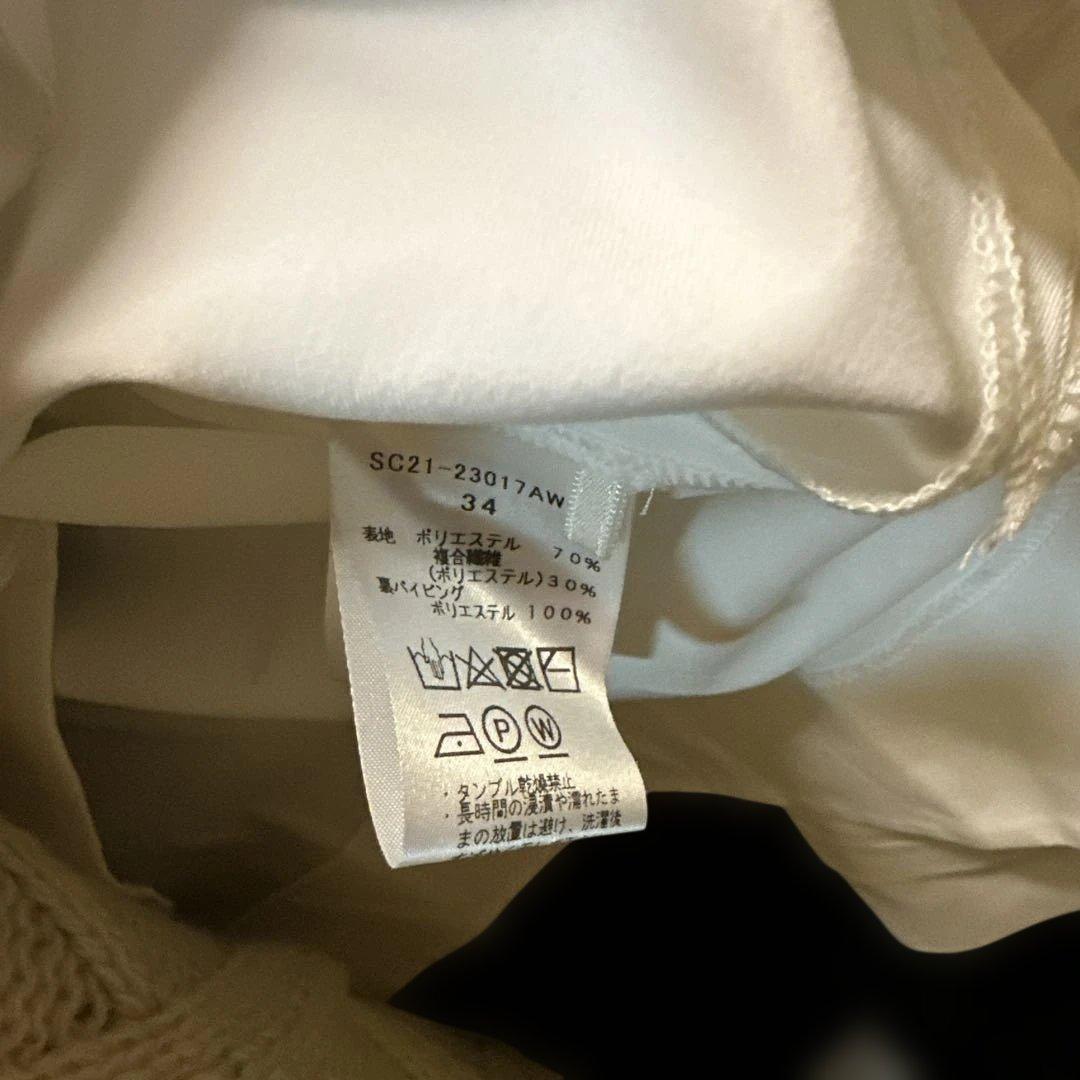 SC21-23017AW
34
表地 ポリエステル 70%
複合繊維
(ポリエステル)30%
裏パイピング
ポリエステル 100%
P W
・タンブル乾燥禁止
・長時間の浸漬や濡れたま
まの放置は避け、洗濯後